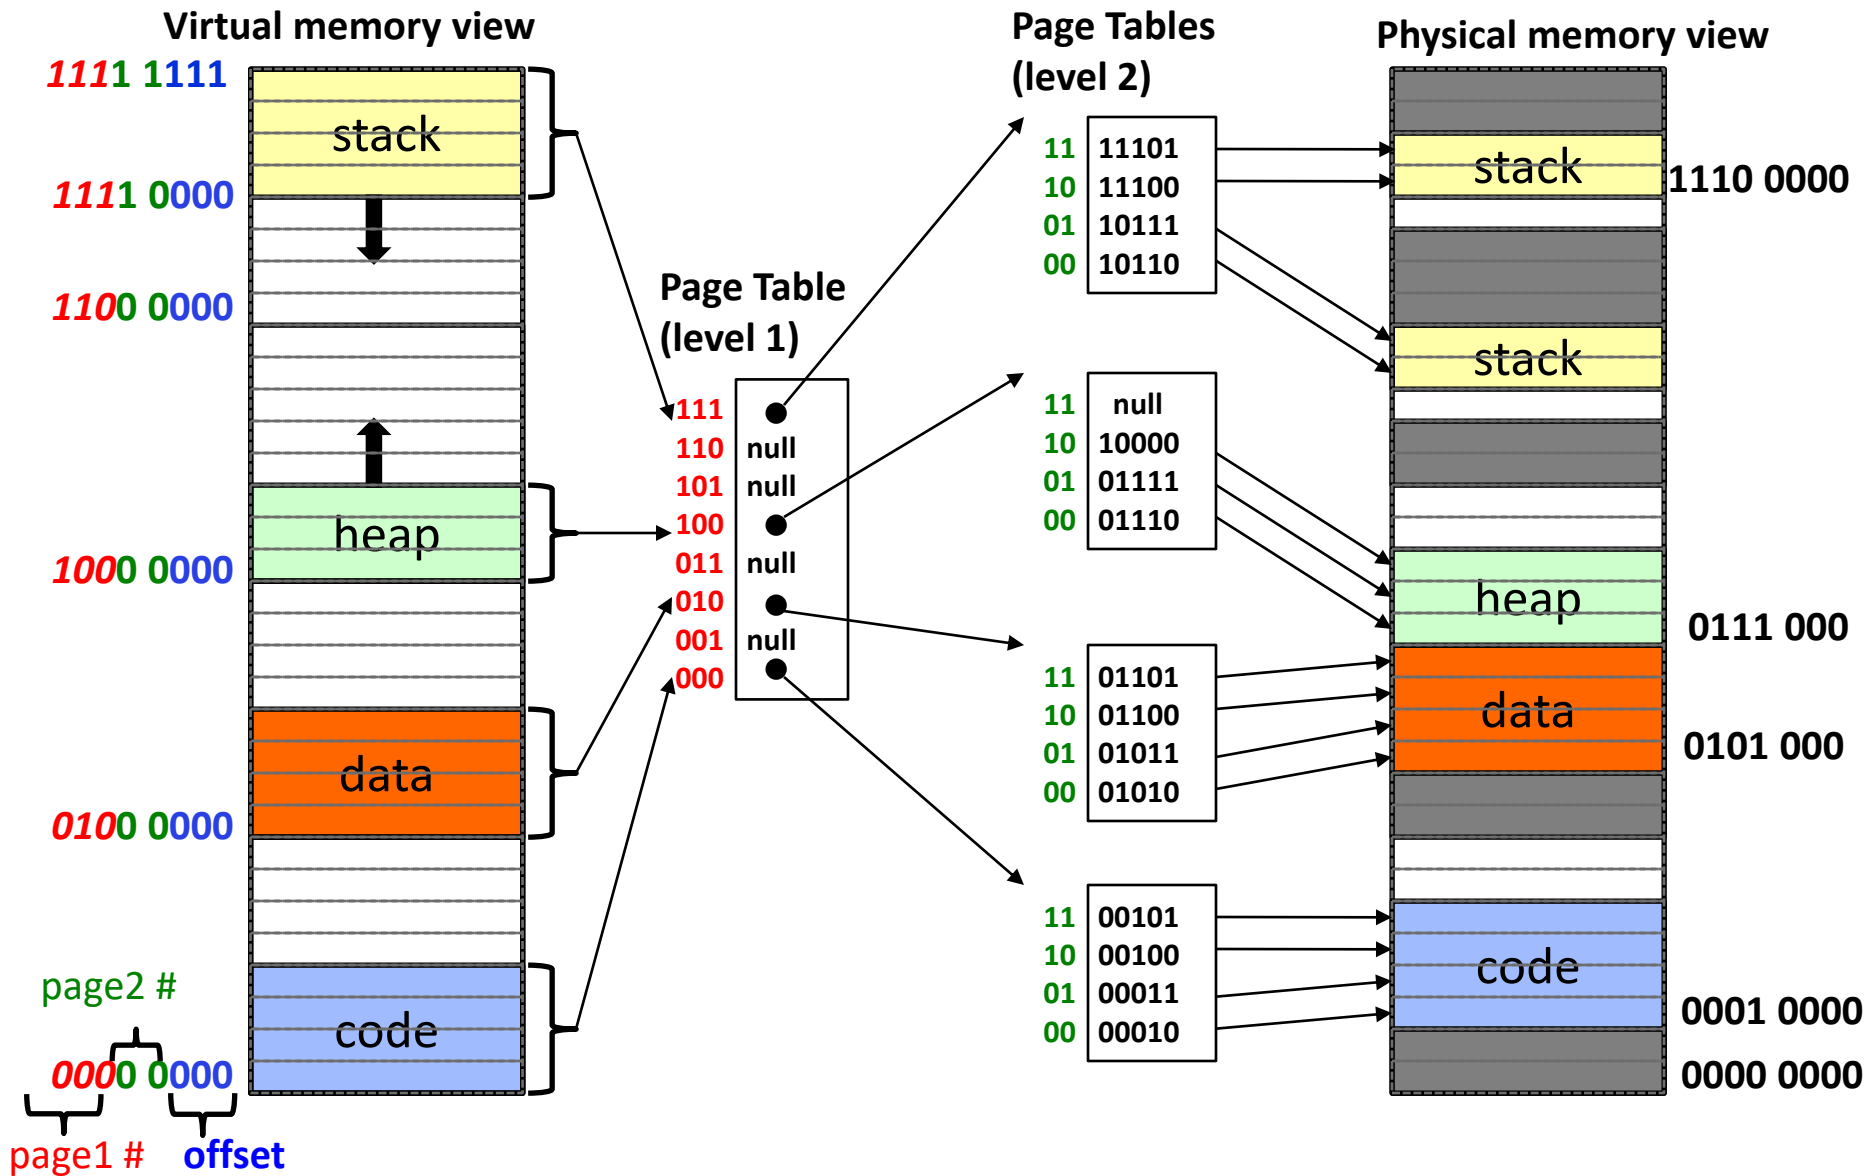 Virtual memory view
1111 1111
stack
1111 0000
1100 0000
heap
1000 0000
data
0100 0000
page2 #
code
0000 0000
page1 #
offset
Page Table
(level 1)
111
110 null
101 null
100
011 null
010
001 null
000
Page Tables
(level 2)
11 11101
10 11100
01 10111
00 10110
11 null
10 10000
01 01111
00 01110
11 01101
10 01100
01 01011
00 01010
11 00101
10 00100
01 00011
00 00010
Physical memory view
stack
1110 0000
stack
heap
0111 000
data
0101 000
code
0001 0000
0000 0000